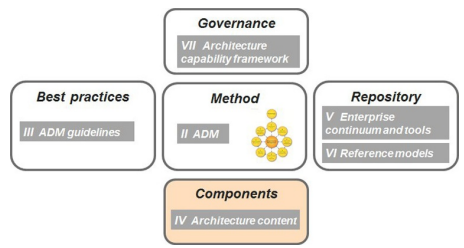 Governance
VII Architecture
capability framework
Best practices
III ADM guidelines
Method
II ADM
Repository
V Enterprise
continuum and tools
VI Reference models
Components
IV Architecture content